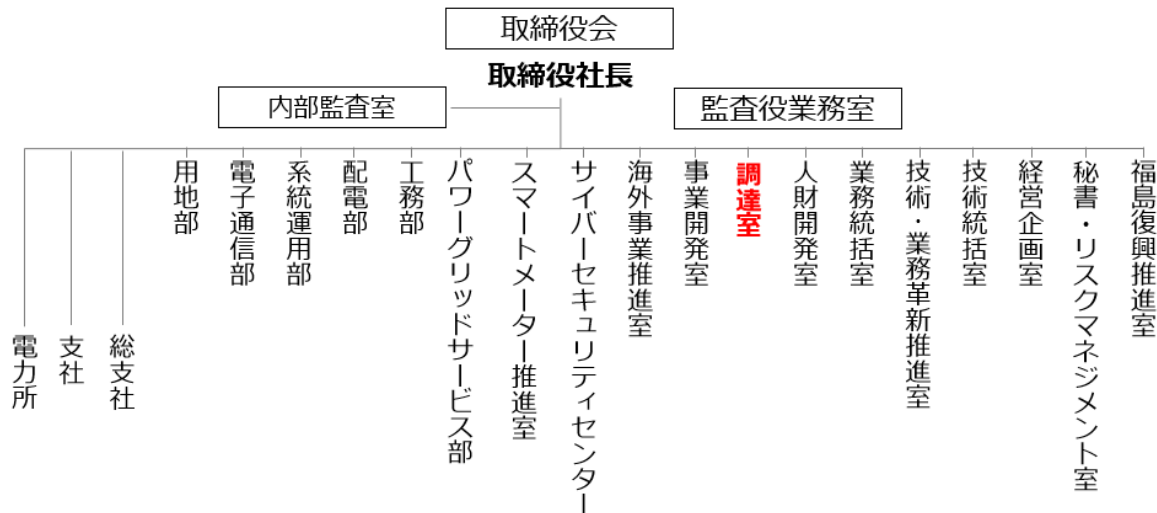 取締役会
取締役社長
内部監査室
監査役業務室
福島復興推進室
秘書・リスクマネジメント室
経営企画室
技術統括室
技術・業務革新推進室
業務統括室
人財開発室
調達室
事業開発室
海外事業推進室
サイバーセキュリティセンター
スマートメーター推進室
パワーグリッドサービス部
工務部
配電部
系統運用部
電子通信部
用地部
総支社
支社
電力所